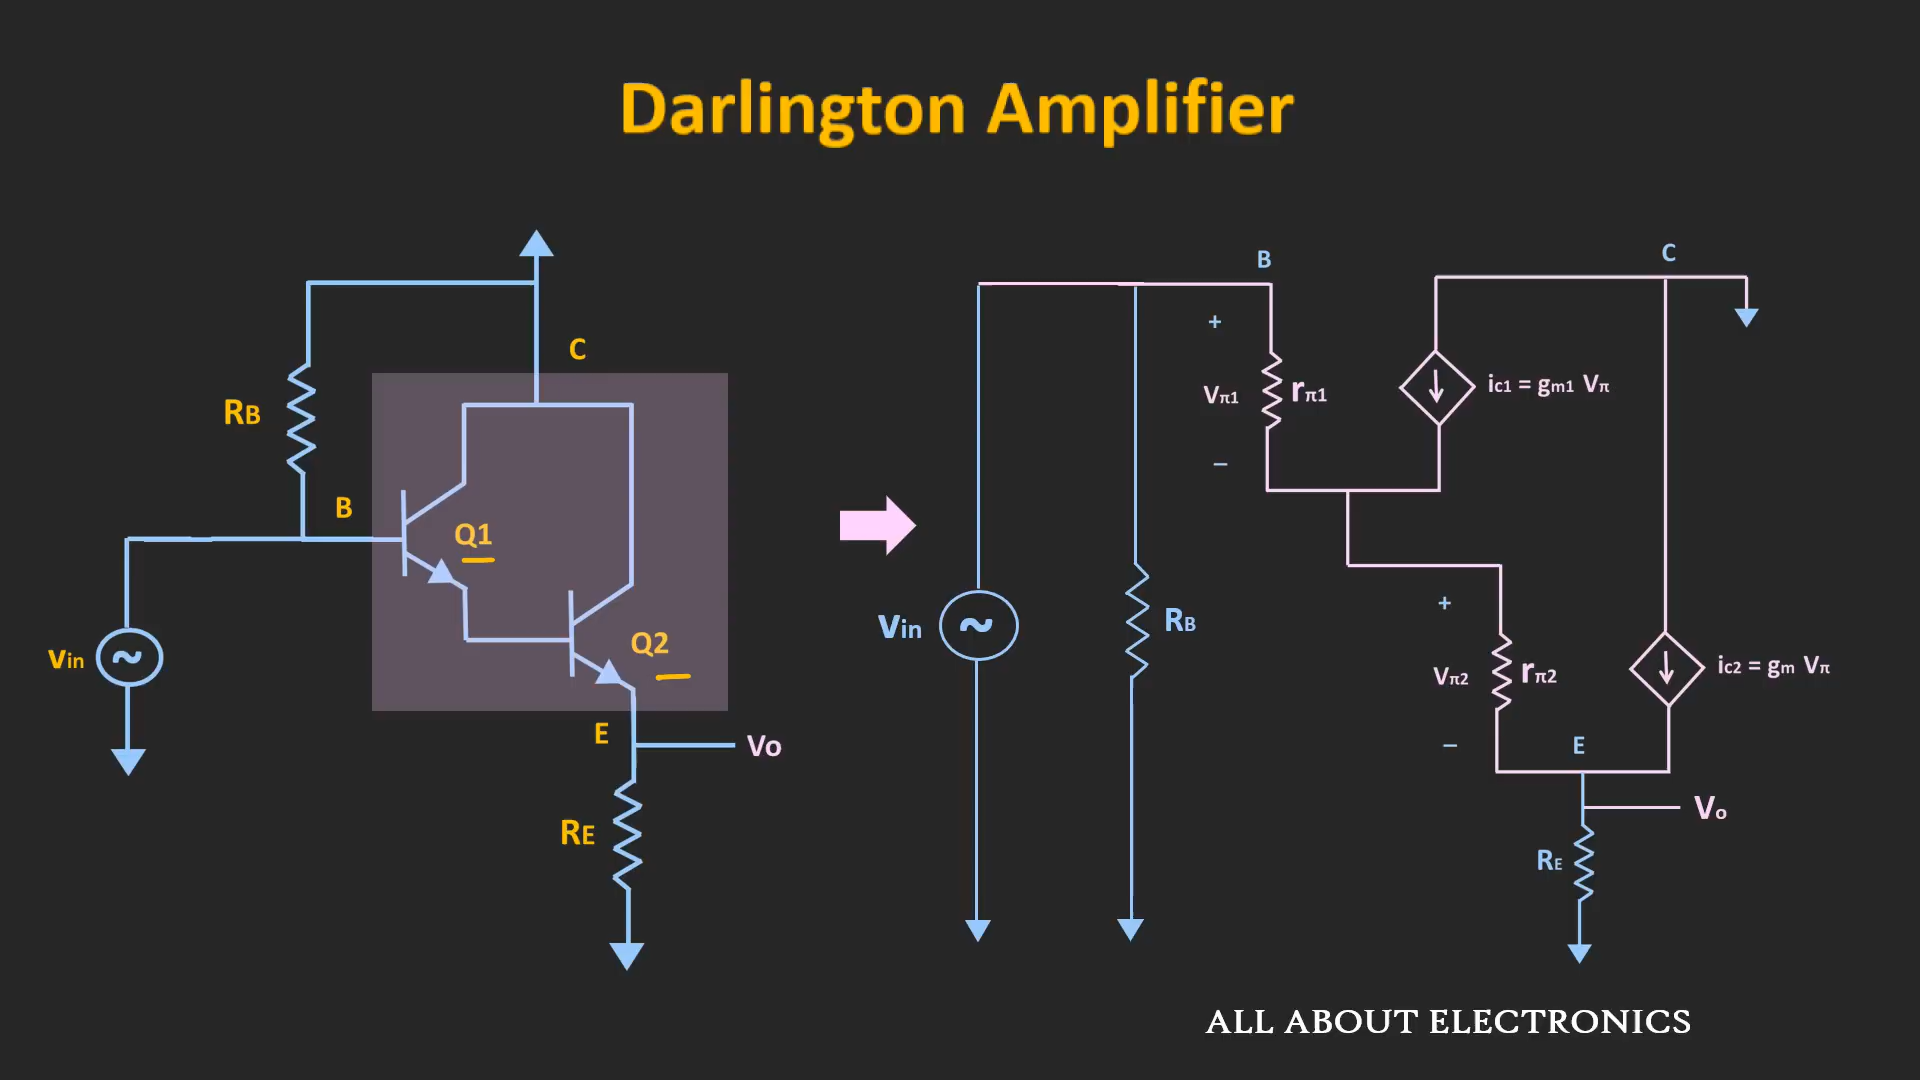 Darlington Amplifier
C
RB
B
Q1
Q2
Vin
E
Vo
RE
B
C
+
Vπ1
rπ1
–
ic1 = gm1 Vπ
Vin
RB
+
Vπ2
rπ2
–
ic2 = gm Vπ
E
Vo
RE
ALL ABOUT ELECTRONICS